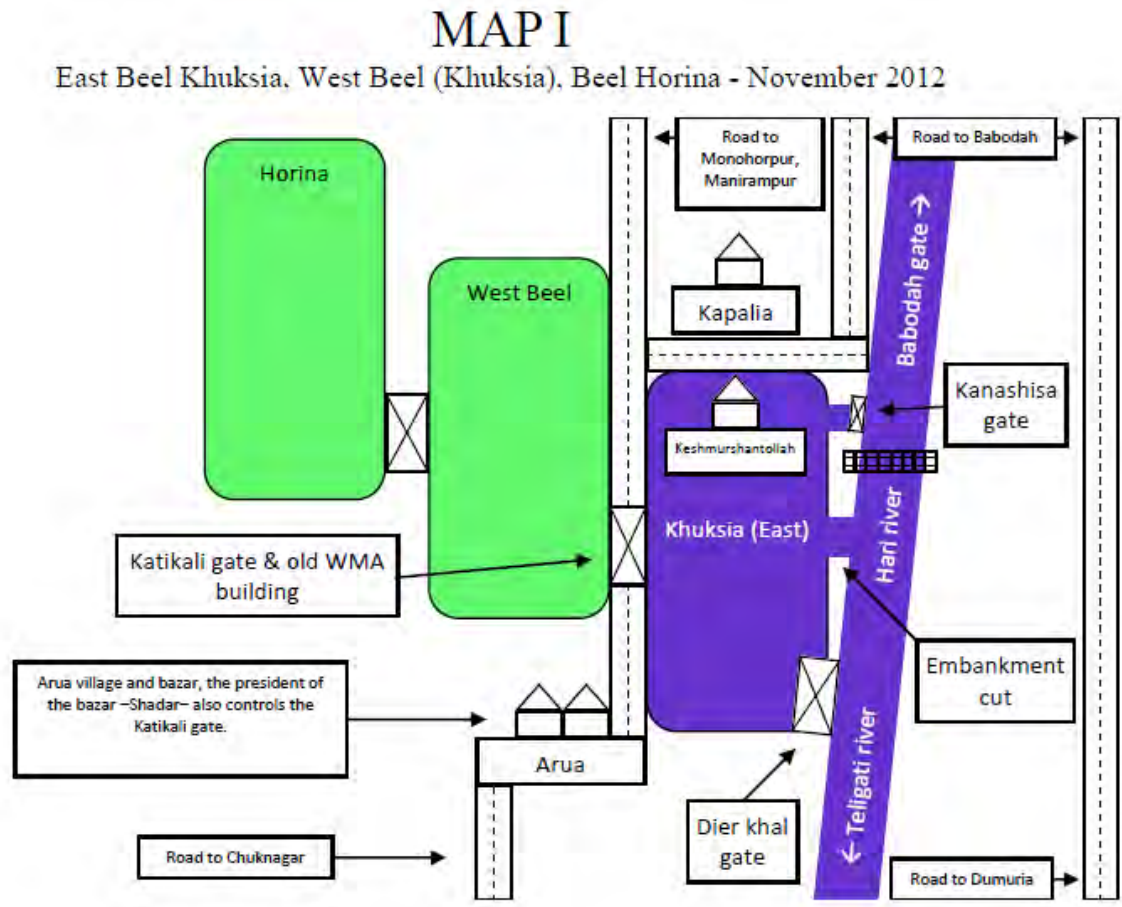 MAP I
East Beel Khuksia, West Beel (Khuksia), Beel Horina - November 2012
Horina
West Beel
Road to
Monohorpur,
Manirampur
Road to Babodah
Kapalia
Babodah gate →
Kanashisa
gate
Keshmurshantollah
Khuksia (East)
Hari river
Katikali gate & old WMA
building
Embankment
cut
Arua village and bazar, the president of
the bazar –Shadar– also controls the
Katikali gate.
Arua
Dier khal
gate
← Teligati river
Road to Chuknagar
Road to Dumuria